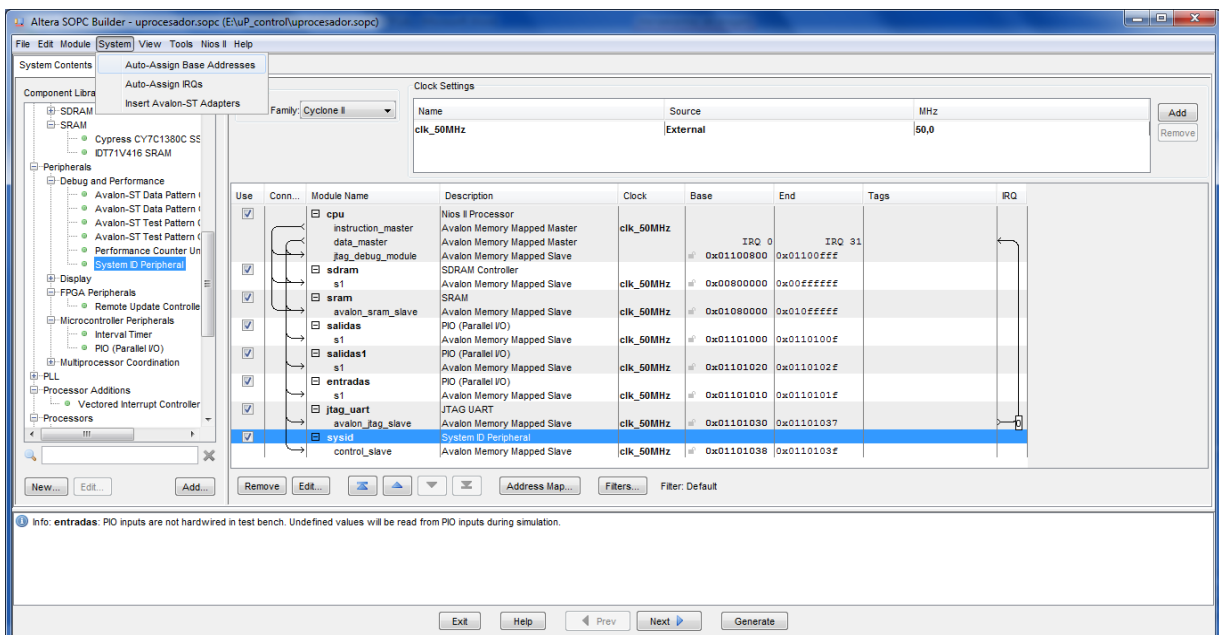 Altera SOPC Builder - uprocesador.sopc (E:\uP_control\uprocesador.sopc)
File Edit Module System View Tools Nios II Help
System Contents
Auto-Assign Base Addresses
Auto-Assign IRQs
Insert Avalon-ST Adapters
Component Libra
SDRAM
SRAM
Cypress CY7C1380C SS
IDT71V416 SRAM
Peripherals
Debug and Performance
Avalon-ST Data Pattern
Avalon-ST Data Pattern
Avalon-ST Test Pattern
Avalon-ST Test Pattern
Performance Counter Un
System ID Peripheral
Display
FPGA Peripherals
Remote Update Controlle
Microcontroller Peripherals
Interval Timer
PIO (Parallel I/O)
Multiprocessor Coordination
PLL
Processor Additions
Vectored Interrupt Controller
Processors
New... Edit... Add...
Family: Cyclone II
Clock Settings
Name Source MHz
clk_50MHz External 50,0
Add
Remove
Use Conn... Module Name Description Clock Base End Tags IRQ
cpu Nios II Processor
instruction_master Avalon Memory Mapped Master clk_50MHz
data_master Avalon Memory Mapped Master IRQ 0 IRQ 31
jtag_debug_module Avalon Memory Mapped Slave 0x01100800 0x01100fff
sdram SDRAM Controller
s1 Avalon Memory Mapped Slave clk_50MHz 0x00800000 0x00ffffff
sram SRAM
avalon_sram_slave Avalon Memory Mapped Slave clk_50MHz 0x01080000 0x010fffff
salidas PIO (Parallel I/O)
s1 Avalon Memory Mapped Slave clk_50MHz 0x01101000 0x0110100f
salidas1 PIO (Parallel I/O)
s1 Avalon Memory Mapped Slave clk_50MHz 0x01101020 0x0110102f
entradas PIO (Parallel I/O)
s1 Avalon Memory Mapped Slave clk_50MHz 0x01101010 0x0110101f
jtag_uart JTAG UART
avalon_jtag_slave Avalon Memory Mapped Slave clk_50MHz 0x01101030 0x01101037 0
sysid System ID Peripheral
control_slave Avalon Memory Mapped Slave clk_50MHz 0x01101038 0x0110103f
Remove Edit... Address Map... Filters... Filter: Default
Info: entradas: PIO inputs are not hardwired in test bench. Undefined values will be read from PIO inputs during simulation.
Exit Help Prev Next Generate